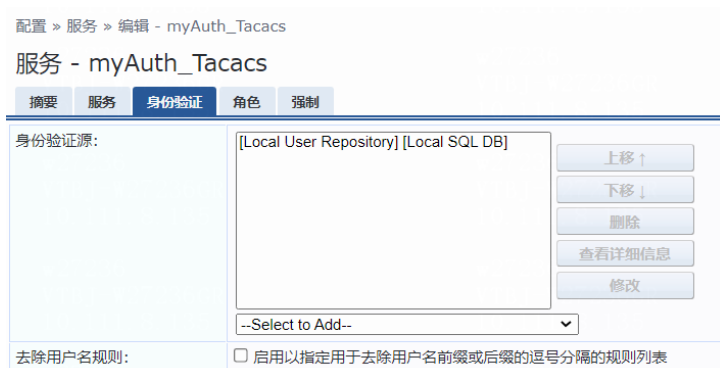 配置 » 服务 » 编辑 - myAuth_Tacacs
服务 - myAuth_Tacacs
摘要 服务 身份验证 角色 强制
身份验证源:
[Local User Repository] [Local SQL DB]
上移↑
下移↓
删除
查看详细信息
修改
--Select to Add--
去除用户名规则:
启用以指定用于去除用户名前缀或后缀的逗号分隔的规则列表